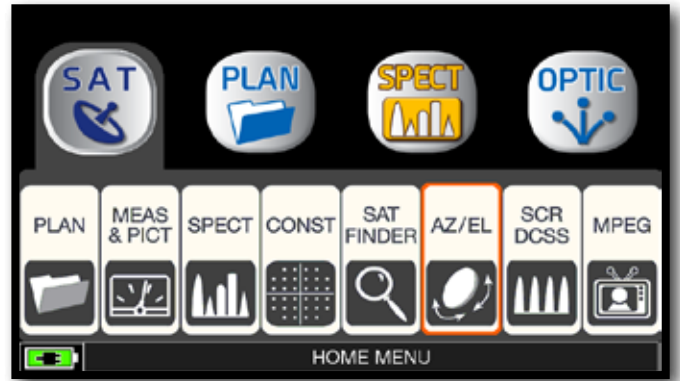 SAT
PLAN
SPECT
OPTIC
PLAN
MEAS
& PICT
SPECT
CONST
SAT
FINDER
AZ/EL
SCR
DCSS
MPEG
HOME MENU